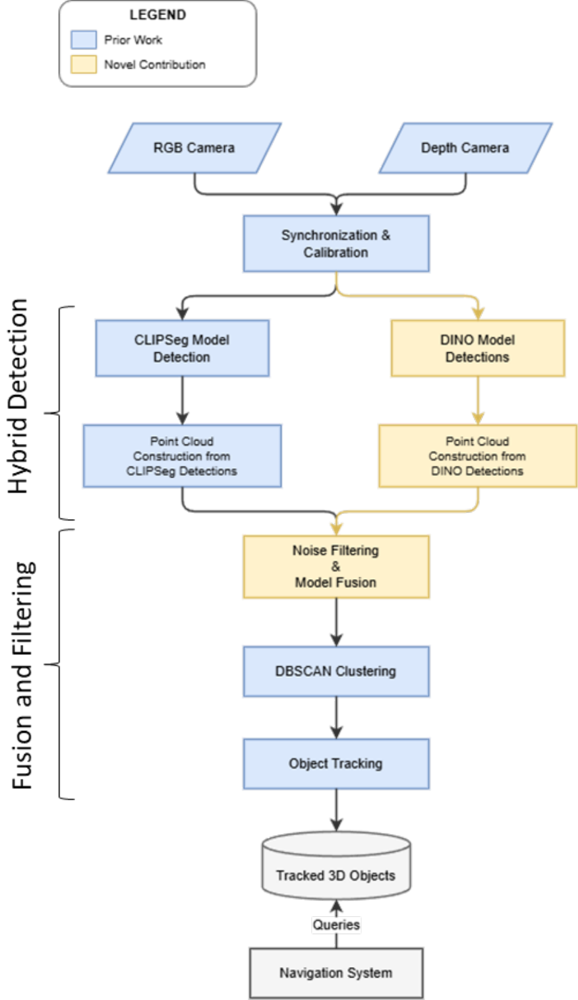 LEGEND
Prior Work
Novel Contribution
RGB Camera
Depth Camera
Synchronization &
Calibration
Hybrid Detection
CLIPSeg Model
Detection
DINO Model
Detections
Point Cloud
Construction from
CLIPSeg Detections
Point Cloud
Construction from
DINO Detections
Fusion and Filtering
Noise Filtering
&
Model Fusion
DBSCAN Clustering
Object Tracking
Tracked 3D Objects
Queries
Navigation System